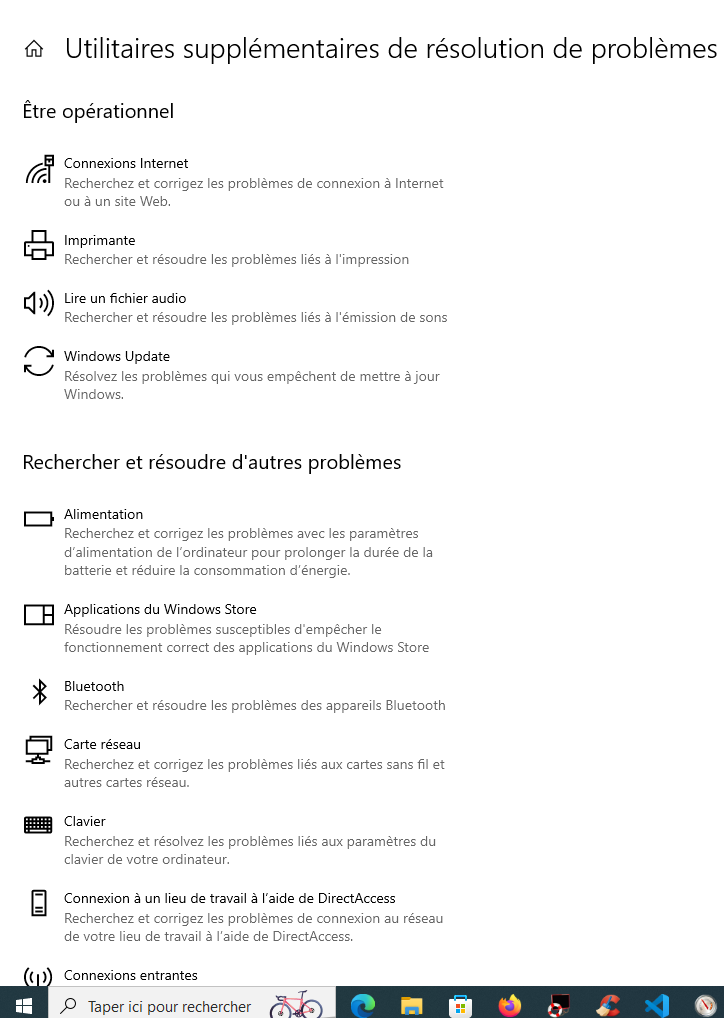 Utilitaires supplémentaires de résolution de problèmes
Être opérationnel
Connexions Internet
Recherchez et corrigez les problèmes de connexion à Internet
ou à un site Web.
Imprimante
Rechercher et résoudre les problèmes liés à l'impression
Lire un fichier audio
Rechercher et résoudre les problèmes liés à l'émission de sons
Windows Update
Résolvez les problèmes qui vous empêchent de mettre à jour
Windows.
Rechercher et résoudre d'autres problèmes
Alimentation
Recherchez et corrigez les problèmes avec les paramètres
d’alimentation de l’ordinateur pour prolonger la durée de la
batterie et réduire la consommation d’énergie.
Applications du Windows Store
Résoudre les problèmes susceptibles d'empêcher le
fonctionnement correct des applications du Windows Store
Bluetooth
Rechercher et résoudre les problèmes des appareils Bluetooth
Carte réseau
Recherchez et corrigez les problèmes liés aux cartes sans fil et
autres cartes réseau.
Clavier
Recherchez et résolvez les problèmes liés aux paramètres du
clavier de votre ordinateur.
Connexion à un lieu de travail à l’aide de DirectAccess
Recherchez et corrigez les problèmes de connexion au réseau
de votre lieu de travail à l’aide de DirectAccess.
Connexions entrantes
Taper ici pour rechercher